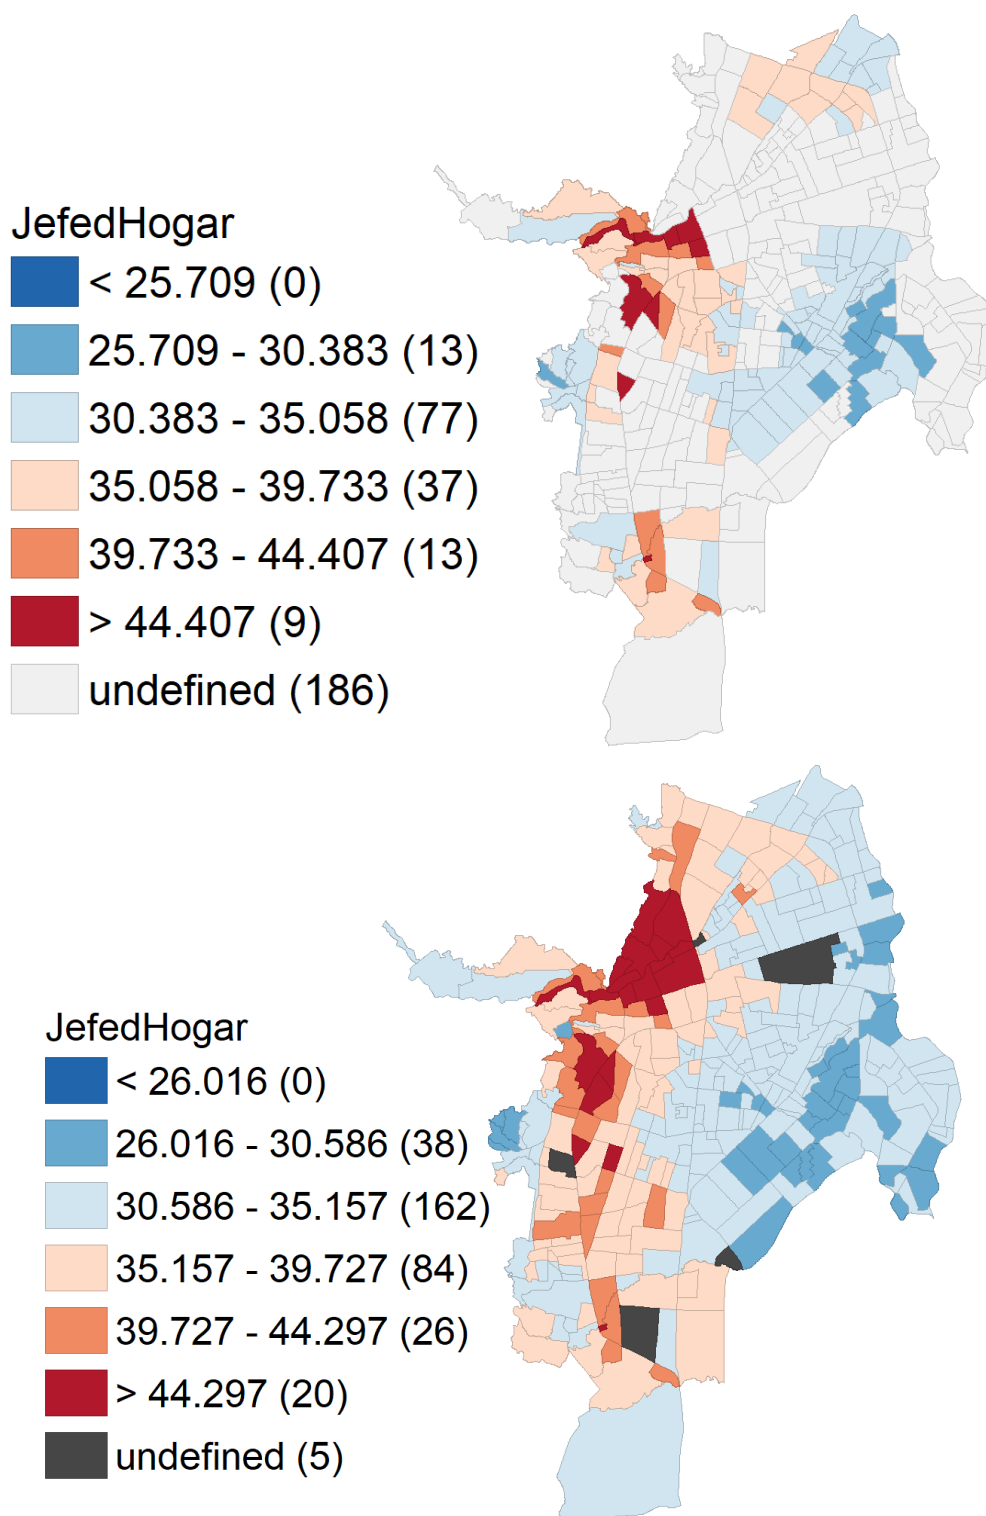 JefedHogar
< 25.709 (0)
25.709 - 30.383 (13)
30.383 - 35.058 (77)
35.058 - 39.733 (37)
39.733 - 44.407 (13)
> 44.407 (9)
undefined (186)
JefedHogar
< 26.016 (0)
26.016 - 30.586 (38)
30.586 - 35.157 (162)
35.157 - 39.727 (84)
39.727 - 44.297 (26)
> 44.297 (20)
undefined (5)